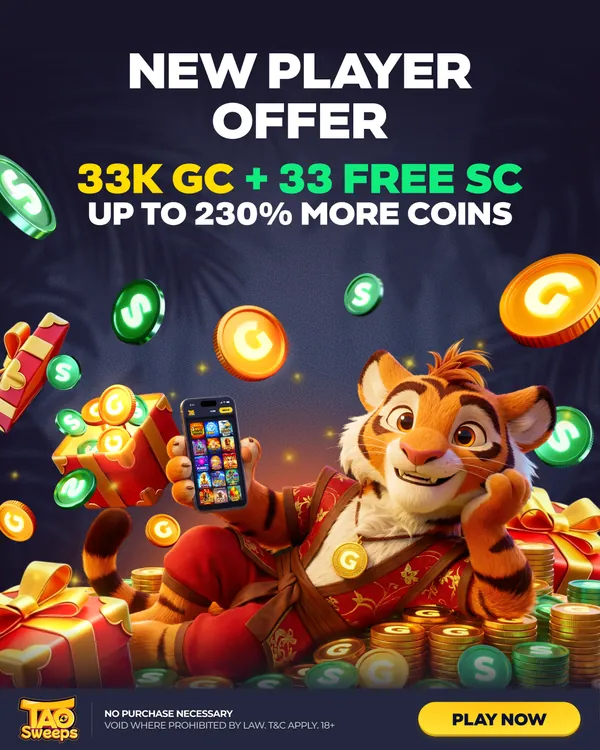 NEW PLAYER
OFFER
33K GC + 33 FREE SC
UP TO 230% MORE COINS
S
S
S
G
G
S
G
G
S
S
G
G
G
S
G
G
G
S
S
TAO
Sweeps
NO PURCHASE NECESSARY
VOID WHERE PROHIBITED BY LAW. T&C APPLY. 18+
PLAY NOW